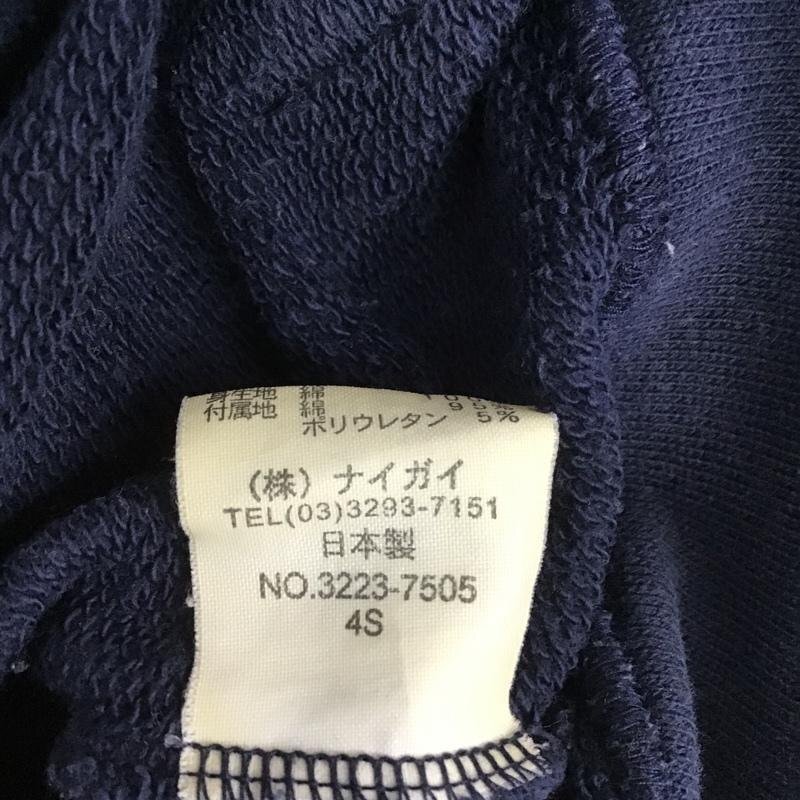 身生地 綿
付属地 綿 95%
ポリウレタン 5%
(株)ナイガイ
TEL(03)3293-7151
日本製
NO.3223-7505
4S